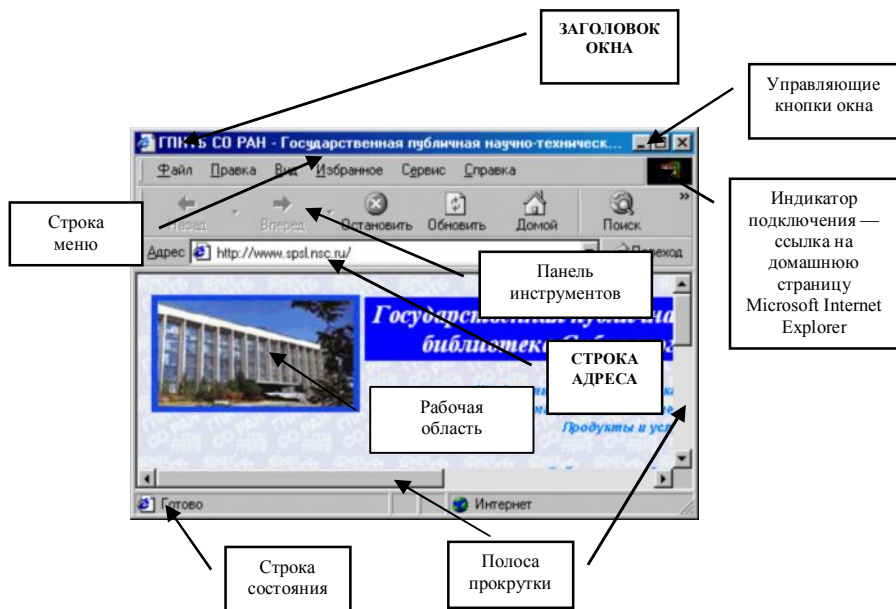 ЗАГОЛОВОК
ОКНА
Управляющие
кнопки окна
ГПНТБ СО РАН - Государственная публичная научно-техническ...
Файл Правка Вид Избранное Сервис Справка
Назад Вперед Остановить Обновить Домой Поиск »
Строка
меню
Индикатор
подключения —
ссылка на
домашнюю
страницу
Microsoft Internet
Explorer
Адрес http://www.spsl.nsc.ru/ Переход
Панель
инструментов
СТРОКА
АДРЕСА
Рабочая
область
Продукты и усл
Готово Интернет
Строка
состояния
Полоса
прокрутки